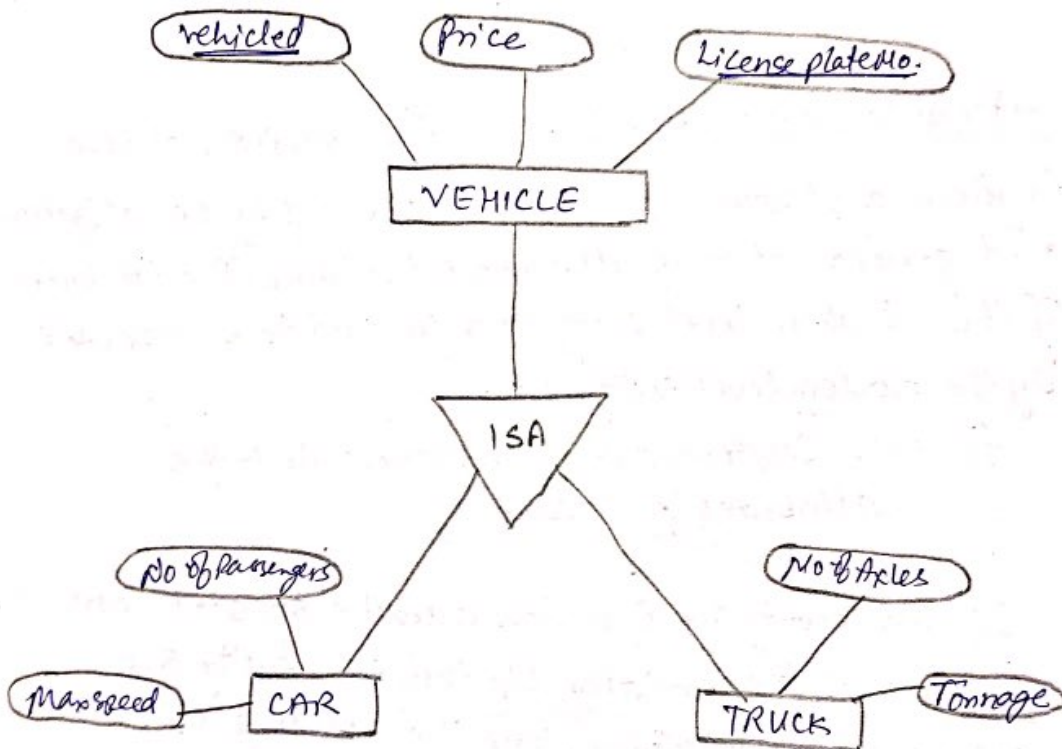 Vehicled
Price
License plateNo.
VEHICLE
ISA
No of Passengers
No of Axles
Maxspeed
CAR
TRUCK
Tonnage